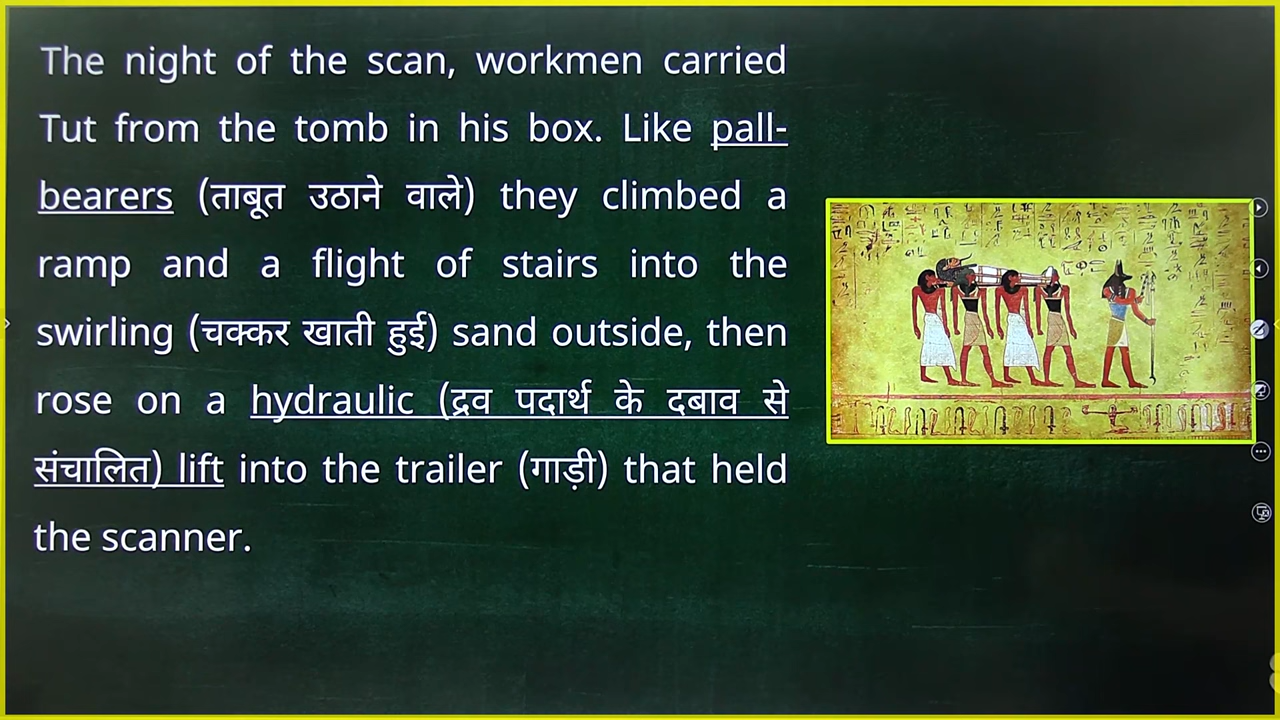 The night of the scan, workmen carried
Tut from the tomb in his box. Like pall-
bearers (ताबूत उठाने वाले) they climbed a
ramp and a flight of stairs into the
swirling (चक्कर खाती हुई) sand outside, then
rose on a hydraulic (द्रव पदार्थ के दबाव से
संचालित) lift into the trailer (गाड़ी) that held
the scanner.